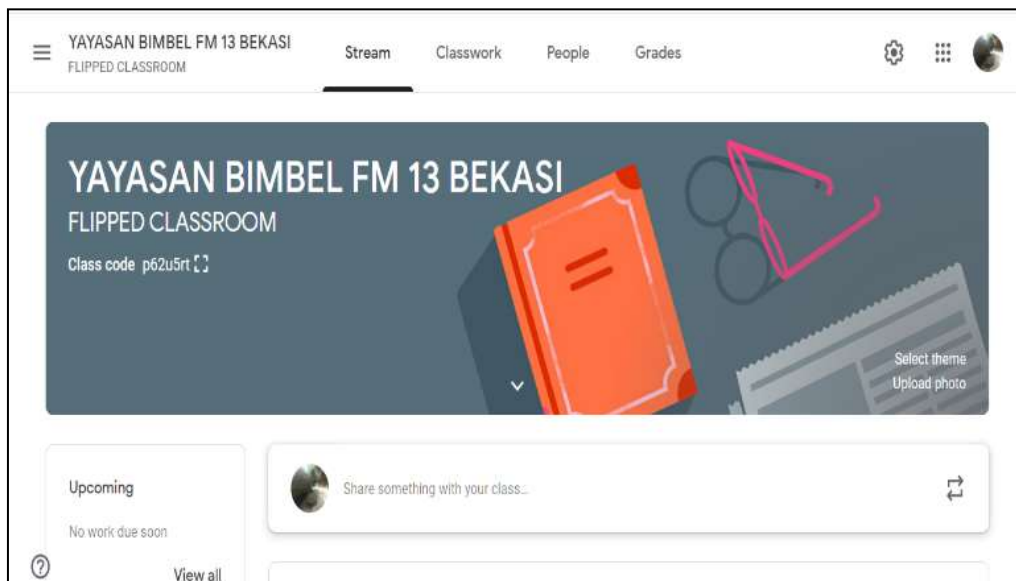 YAYASAN BIMBEL FM 13 BEKASI
FLIPPED CLASSROOM
Stream
Classwork
People
Grades
YAYASAN BIMBEL FM 13 BEKASI
FLIPPED CLASSROOM
Class code p62u5rt
Select theme
Upload photo
Upcoming
No work due soon
View all
Share something with your class...